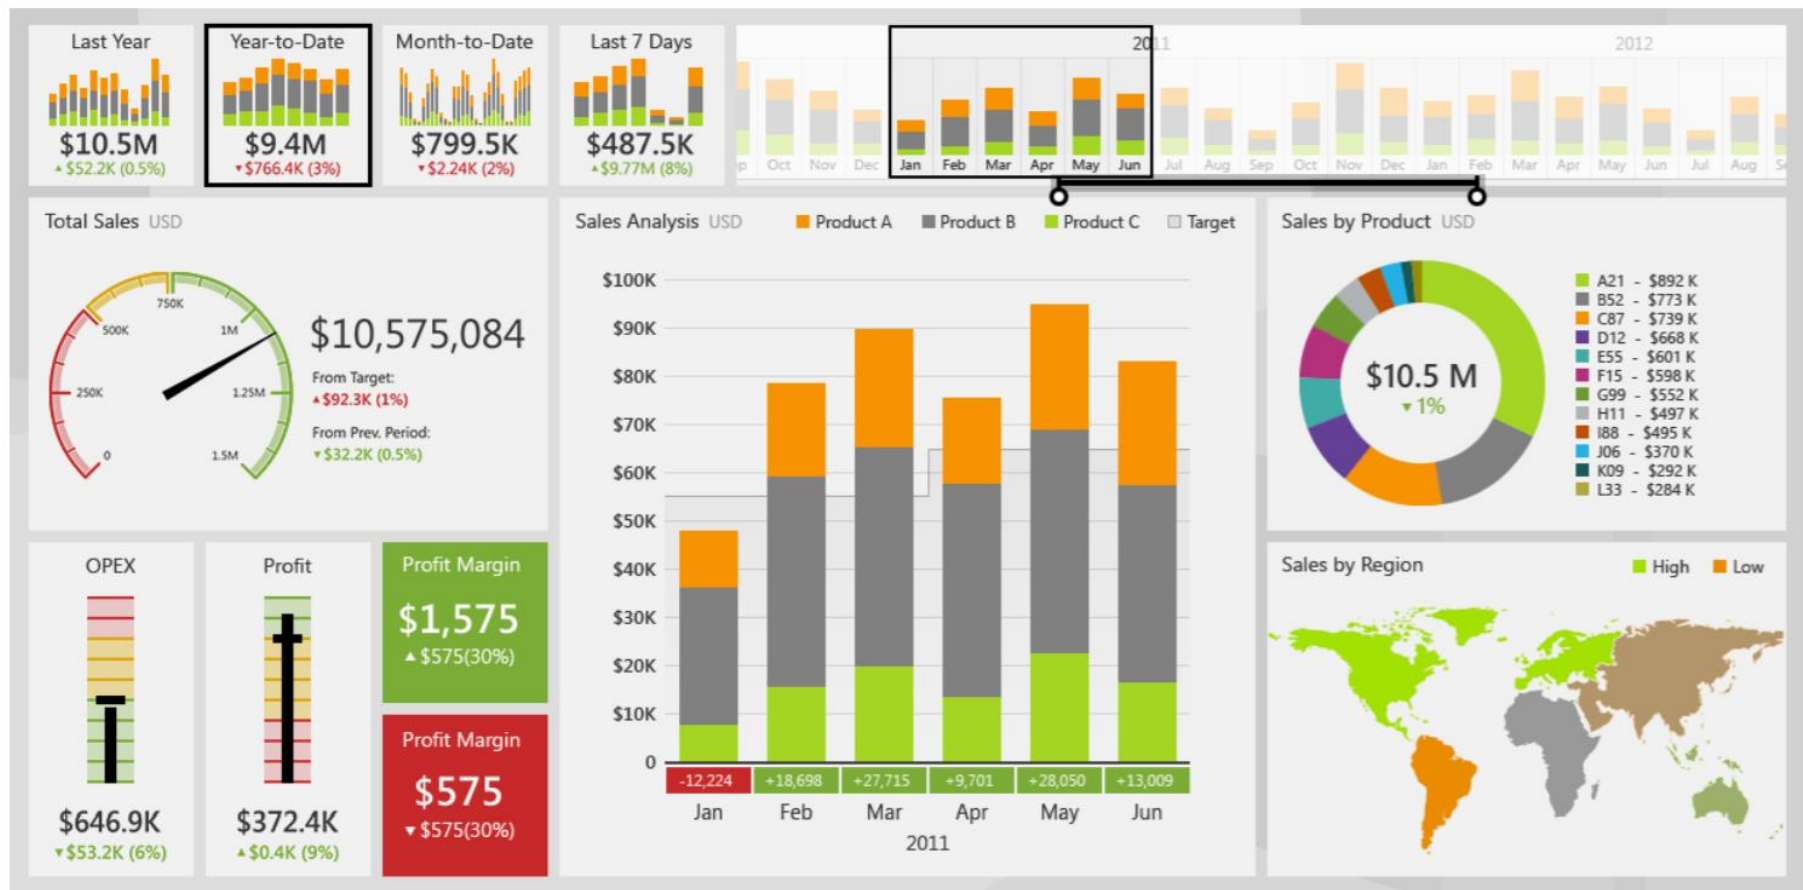 Last Year
$10.5M
▲$52.2K (0.5%)
Year-to-Date
$9.4M
▼$766.4K (3%)
Month-to-Date
$799.5K
▼$2.24K (2%)
Last 7 Days
$487.5K
▲$9.77M (8%)
2011 2012
Oct Nov Dec Jan Feb Mar Apr May Jun Jul Aug Sep Oct Nov Dec Jan Feb Mar Apr May Jun Jul Aug
Total Sales USD
0
250K
500K
750K
1M
1.25M
1.5M
$10,575,084
From Target:
▲$92.3K (1%)
From Prev. Period:
▼$32.2K (0.5%)
OPEX
$646.9K
▼$53.2K (6%)
Profit
$372.4K
▲$0.4K (9%)
Profit Margin
$1,575
▲ $575(30%)
Profit Margin
$575
▼ $575(30%)
Sales Analysis USD
Product A Product B Product C Target
$100K
$90K
$80K
$70K
$60K
$50K
$40K
$30K
$20K
$10K
0
-12,224 +18,698 +27,715 +9,701 +28,050 +13,009
Jan Feb Mar Apr May Jun
2011
Sales by Product USD
$10.5 M
▼1%
A21 - $892 K
B52 - $773 K
C87 - $739 K
D12 - $668 K
E55 - $601 K
F15 - $598 K
G99 - $552 K
H11 - $497 K
I88 - $495 K
J06 - $370 K
K09 - $292 K
L33 - $284 K
Sales by Region
High Low